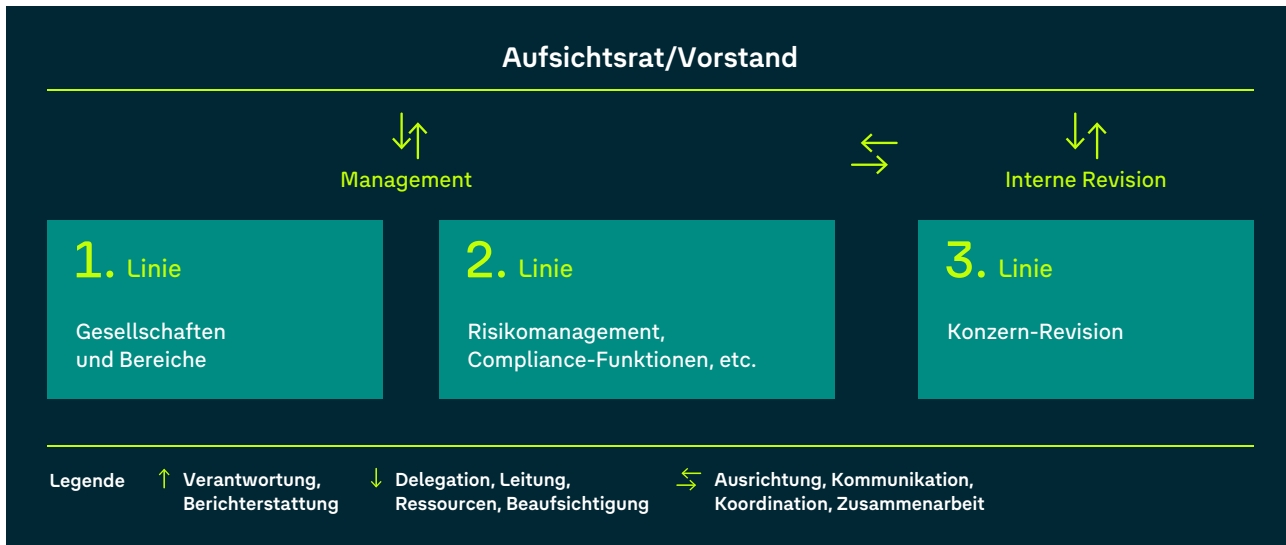 Aufsichtsrat/Vorstand
Management
Interne Revision
1. Linie
Gesellschaften
und Bereiche
2. Linie
Risikomanagement,
Compliance-Funktionen, etc.
3. Linie
Konzern-Revision
Legende
Verantwortung,
Berichterstattung
Delegation, Leitung,
Ressourcen, Beaufsichtigung
Ausrichtung, Kommunikation,
Koordination, Zusammenarbeit